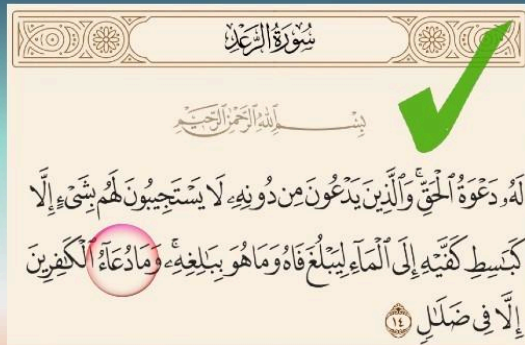 سُورَةُ الرَّعْدِ
بِسْمِ ٱللَّهِ ٱلرَّحْمَٰنِ ٱلرَّحِيمِ
لَهُۥ دَعْوَةُ ٱلْحَقِّۚ وَٱلَّذِينَ يَدْعُونَ مِن دُونِهِۦ لَا يَسْتَجِيبُونَ لَهُم بِشَىْءٍ إِلَّا
كَبَـٰسِطِ كَفَّيْهِ إِلَى ٱلْمَآءِ لِيَبْلُغَ فَاهُ وَمَا هُوَ بِبَـٰلِغِهِۦۚ وَمَا دُعَآءُ ٱلْكَـٰفِرِينَ
إِلَّا فِى ضَلَـٰلٍ ١٤